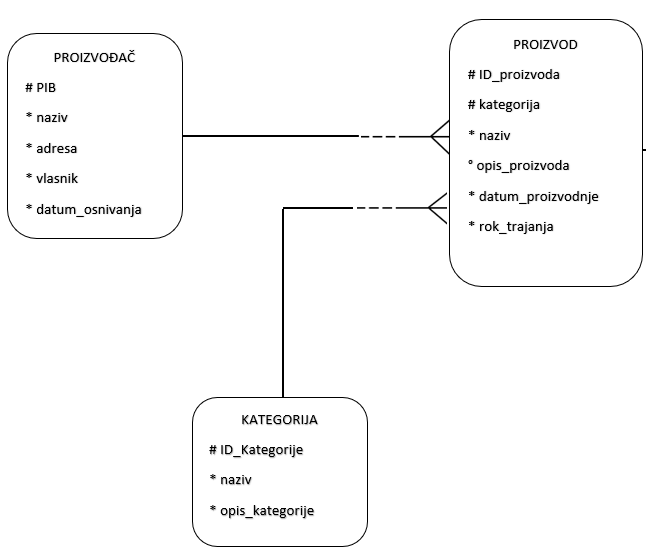 PROIZVOĐAČ
# PIB
* naziv
* adresa
* vlasnik
* datum_osnivanja
PROIZVOD
# ID_proizvoda
# kategorija
* naziv
° opis_proizvoda
* datum_proizvodnje
* rok_trajanja
KATEGORIJA
# ID_Kategorije
* naziv
* opis_kategorije